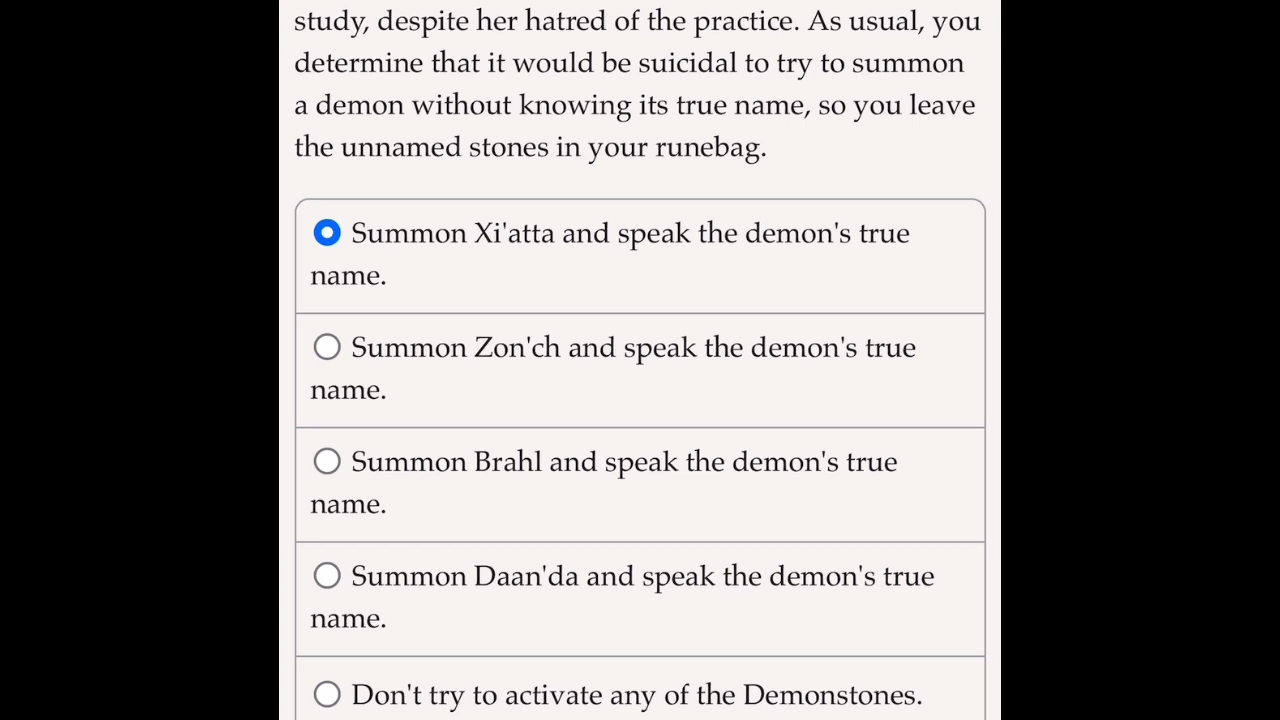 study, despite her hatred of the practice. As usual, you
determine that it would be suicidal to try to summon
a demon without knowing its true name, so you leave
the unnamed stones in your runebag.
Summon Xi'atta and speak the demon's true
name.
Summon Zon'ch and speak the demon's true
name.
Summon Brahl and speak the demon's true
name.
Summon Daan'da and speak the demon's true
name.
Don't try to activate any of the Demonstones.